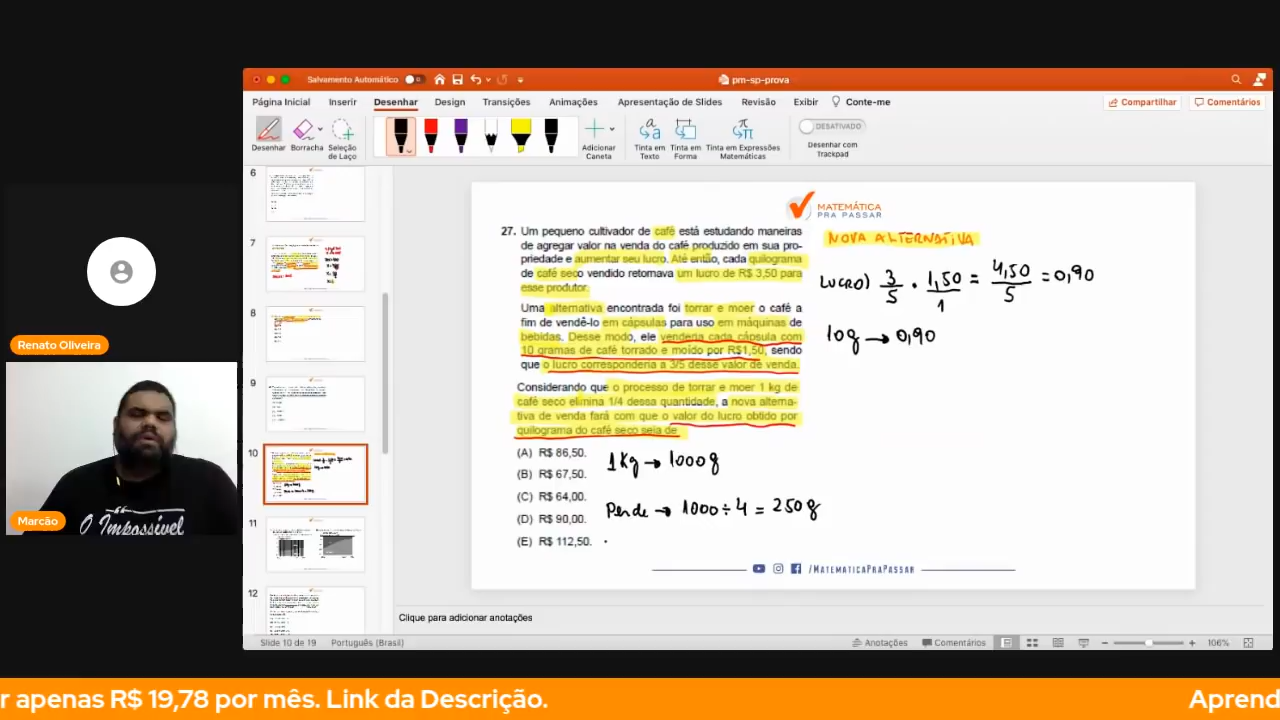 Salvamento Automático
pm-sp-prova
Página Inicial Inserir Desenhar Design Transições Animações Apresentação de Slides Revisão Exibir Conte-me
Compartilhar Comentários
Desenhar Borracha Seleção de Laço Adicionar Caneta Tinta em Texto Tinta em Forma Tinta em Expressões Matemáticas Desenhar com Trackpad
DESATIVADO
6
7
8
9
10
11
12
MATEMÁTICA
PRA PASSAR
27. Um pequeno cultivador de café está estudando maneiras
de agregar valor na venda do café produzido em sua pro-
priedade e aumentar seu lucro. Até então, cada quilograma
de café seco vendido retornava um lucro de R$ 3,50 para
esse produtor.
Uma alternativa encontrada foi torrar e moer o café a
fim de vendê-lo em cápsulas para uso em máquinas de
bebidas. Desse modo, ele venderia cada cápsula com
10 gramas de café torrado e moído por R$1,50, sendo
que o lucro corresponderia a 3/5 desse valor de venda.
Considerando que o processo de torrar e moer 1 kg de
café seco elimina 1/4 dessa quantidade, a nova alterna-
tiva de venda fará com que o valor do lucro obtido por
quilograma do café seco seja de
(A) R$ 86,50.
(B) R$ 67,50.
(C) R$ 64,00.
(D) R$ 90,00.
(E) R$ 112,50.
1Kg → 1000g
Perde → 1000 ÷ 4 = 250g
NOVA ALTERNATIVA
LUCRO) 3/5 . 1,50/1 = 4,50/5 = 0,90
10g → 0,90
/MATEMATICAPRAPASSAR
Clique para adicionar anotações
Slide 10 de 19 Português (Brasil) Anotações Comentários 106%
Renato Oliveira
Marcão
O Impossível
r apenas R$ 19,78 por mês. Link da Descrição. Aprend